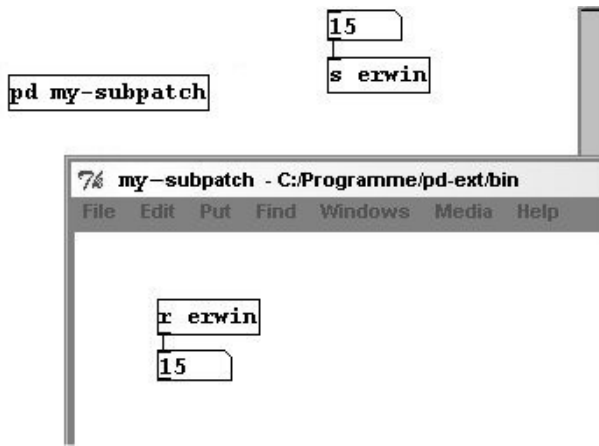 15
s erwin
pd my-subpatch
my-subpatch - C:/Programme/pd-ext/bin
File Edit Put Find Windows Media Help
r erwin
15